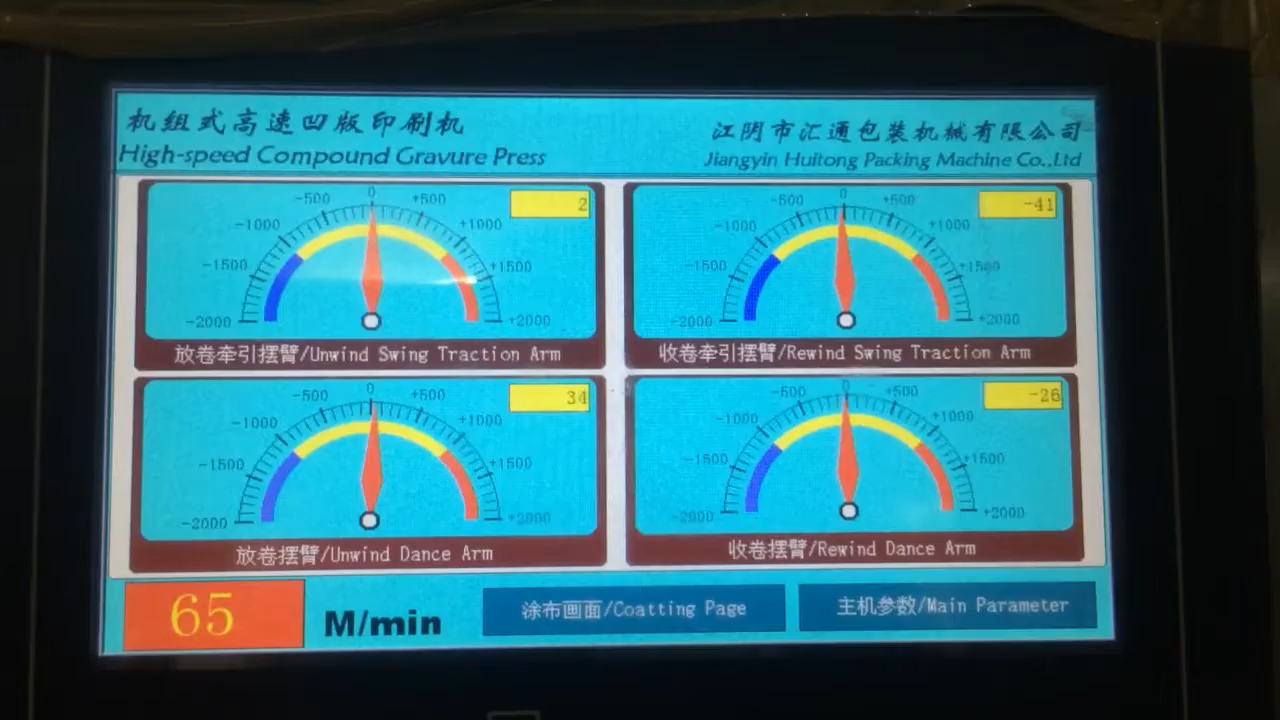 机组式高速凹版印刷机
High-speed Compound Gravure Press
江阴市汇通包装机械有限公司
Jiangyin Huitong Packing Machine Co.,Ltd
-2000 -1500 -1000 -500 0 +500 +1000 +1500 +2000
2
放卷牵引摆臂/Unwind Swing Traction Arm
-2000 -1500 -1000 -500 0 +500 +1000 +1500 +2000
-41
收卷牵引摆臂/Rewind Swing Traction Arm
-2000 -1500 -1000 -500 0 +500 +1000 +1500 +2000
34
放卷摆臂/Unwind Dance Arm
-2000 -1500 -1000 -500 0 +500 +1000 +1500 +2000
-26
收卷摆臂/Rewind Dance Arm
65 M/min
涂布画面/Coatting Page
主机参数/Main Parameter